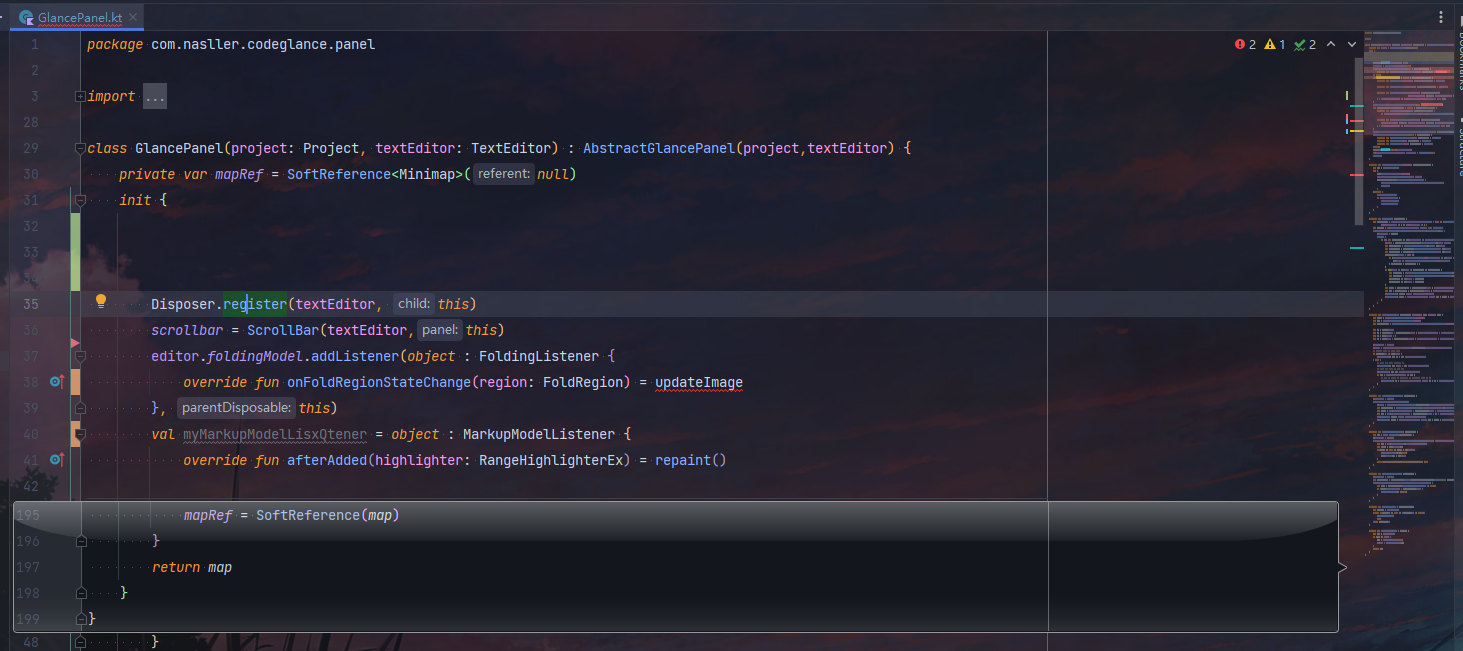 GlancePanel.kt
2 1 2
1 package com.nasller.codeglance.panel
2
3 import ...
28
29 class GlancePanel(project: Project, textEditor: TextEditor) : AbstractGlancePanel(project,textEditor) {
30 private var mapRef = SoftReference<Minimap>( referent: null)
31 init {
32
33
34
35 Disposer.register(textEditor, child: this)
36 scrollbar = ScrollBar(textEditor, panel: this)
37 editor.foldingModel.addListener(object : FoldingListener {
38 override fun onFoldRegionStateChange(region: FoldRegion) = updateImage
39 }, parentDisposable: this)
40 val myMarkupModelLisxQtener = object : MarkupModelListener {
41 override fun afterAdded(highlighter: RangeHighlighterEx) = repaint()
42
195 mapRef = SoftReference(map)
196 }
197 return map
198 }
199 }
48 }